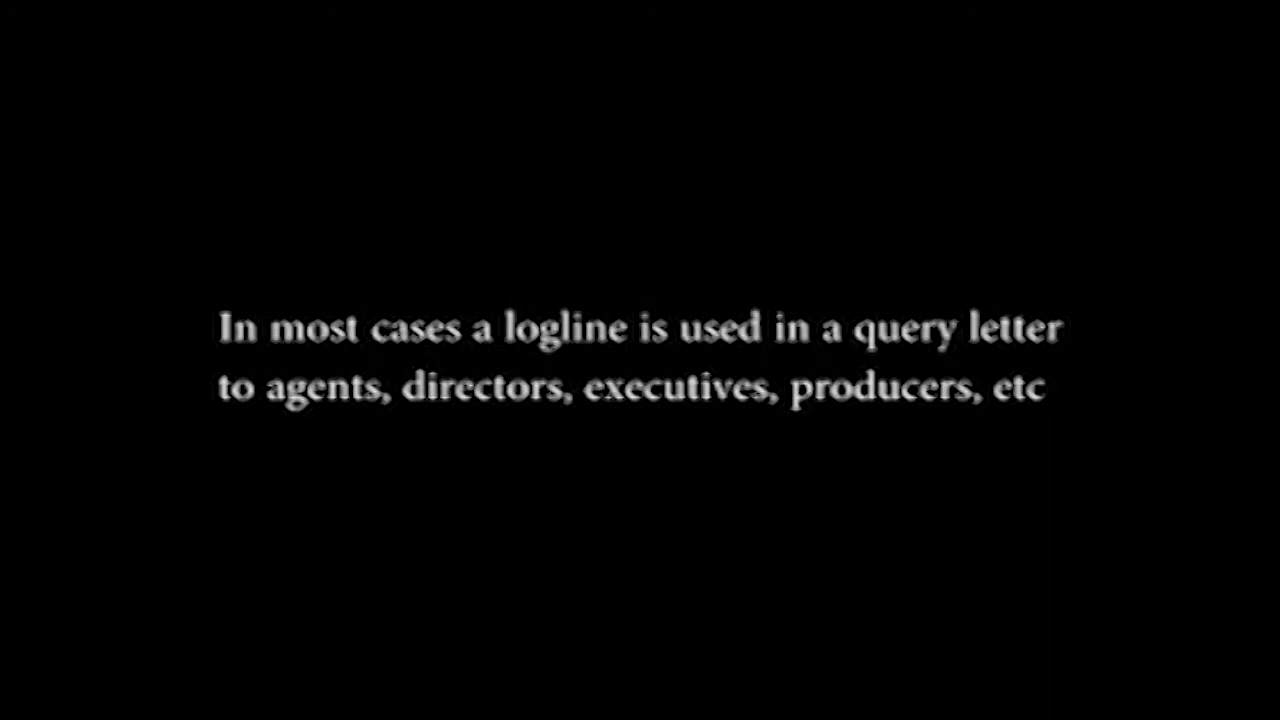 In most cases a logline is used in a query letter
to agents, directors, executives, producers, etc